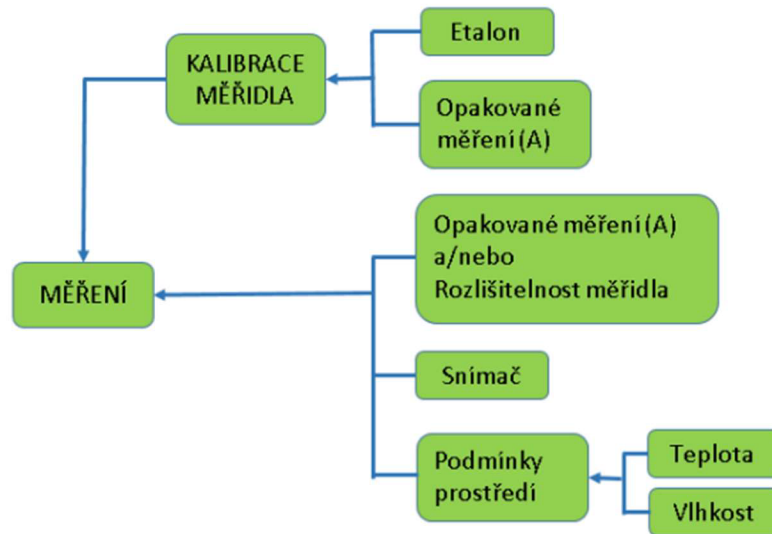 KALIBRACE
MĚŘIDLA
Etalon
Opakované
měření (A)
MĚŘENÍ
Opakované měření (A)
a/nebo
Rozlišitelnost měřidla
Snímač
Podmínky
prostředí
Teplota
Vlhkost